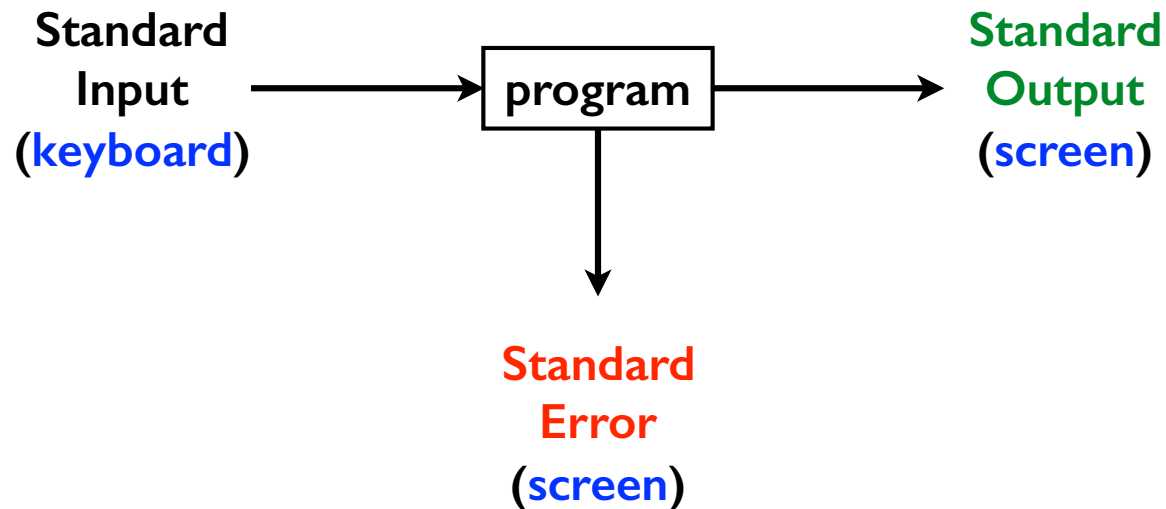 Standard
Input
(keyboard)
program
Standard
Output
(screen)
Standard
Error
(screen)